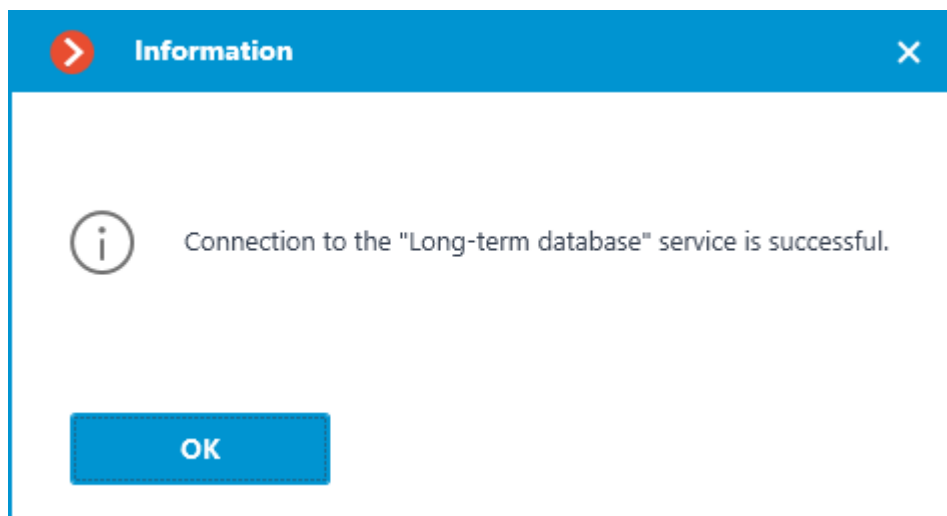 Information
Connection to the "Long-term database" service is successful.
OK